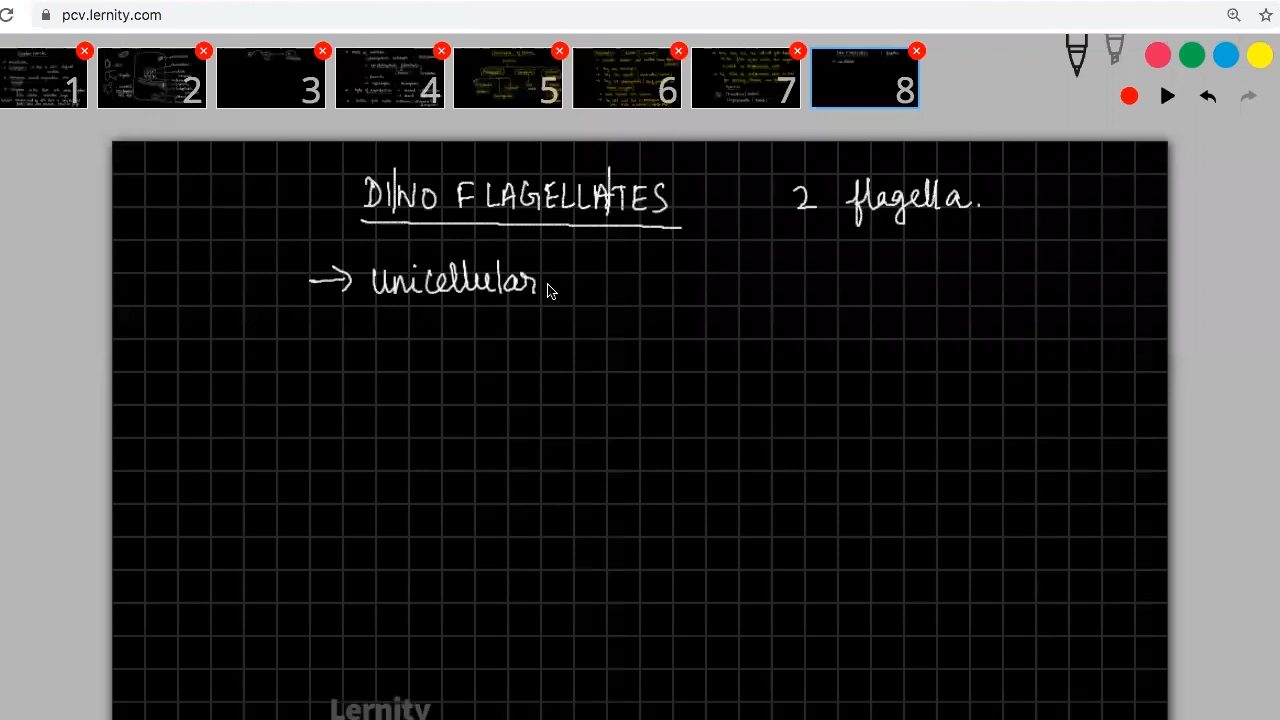 pcv.lernity.com
1 2 3 4 5 6 7 8
DINO FLAGELLATES 2 flagella.
→ Unicellular
Lernity